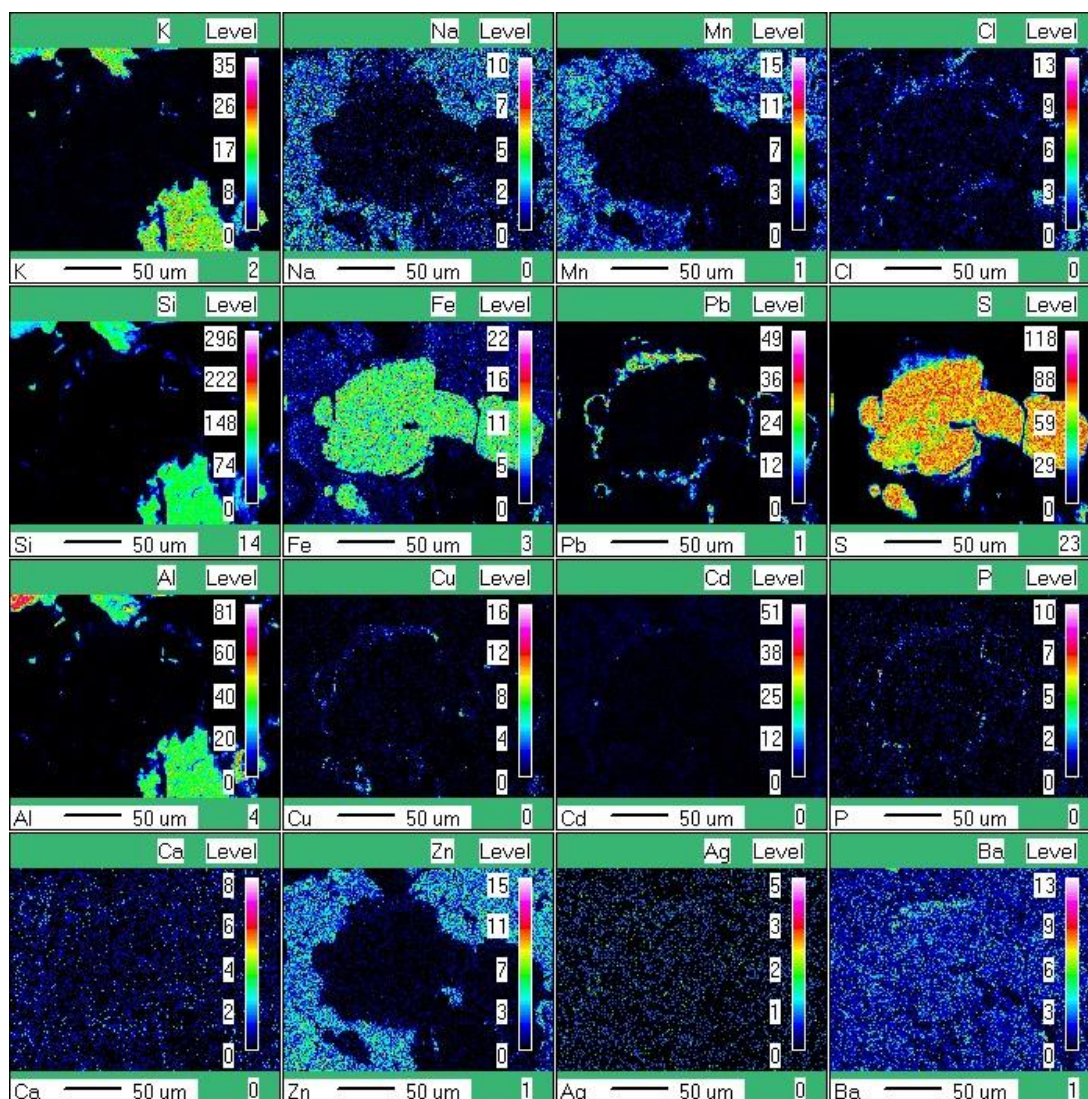 K Level Na Level Mn Level Cl Level
35 10 15 13
26 7 11 9
17 5 7 6
8 2 3 3
0 0 0 0
K 50 um 2 Na 50 um 0 Mn 50 um 1 Cl 50 um 0
Si Level Fe Level Pb Level S Level
296 22 49 118
222 16 36 88
148 11 24 59
74 5 12 29
0 0 0 0
Si 50 um 14 Fe 50 um 3 Pb 50 um 1 S 50 um 23
Al Level Cu Level Cd Level P Level
81 16 51 10
60 12 38 7
40 8 25 5
20 4 12 2
0 0 0 0
Al 50 um 4 Cu 50 um 0 Cd 50 um 0 P 50 um 0
Ca Level Zn Level Ag Level Ba Level
8 15 5 13
6 11 3 9
4 7 2 6
2 3 1 3
0 0 0 0
Ca 50 um 0 Zn 50 um 1 Ag 50 um 0 Ba 50 um 1